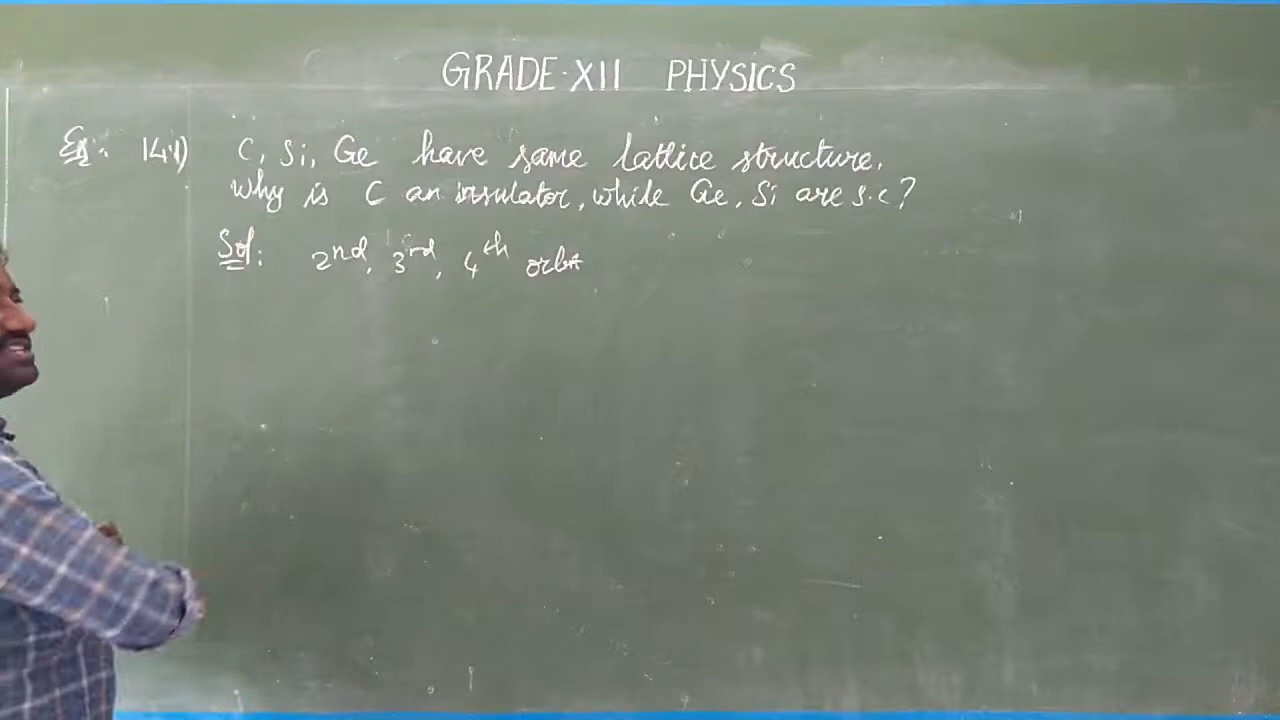 GRADE-XII PHYSICS
Ex: 14.1) C, Si, Ge have same lattice structure.
Why is C an insulator, while Ge, Si are s.c?
Sol: 2nd, 3rd, 4th orbit